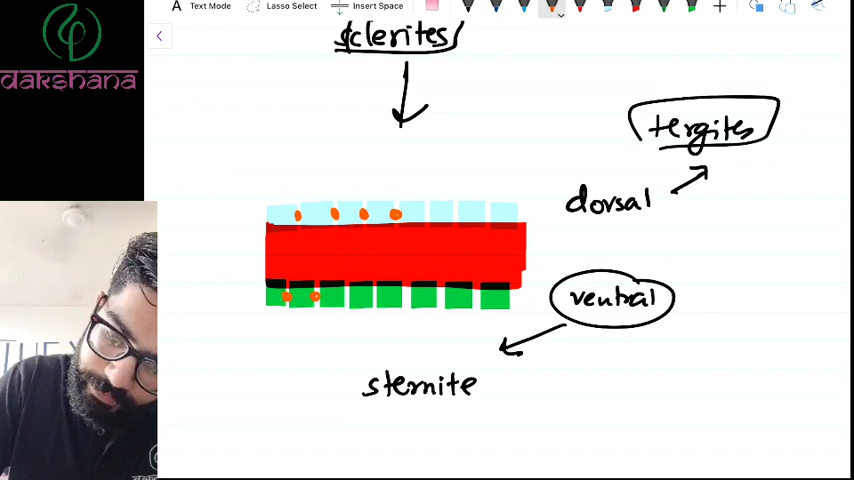 Text Mode Lasso Select Insert Space
dakshana
sclerites
tergites
dorsal
ventral
sternite